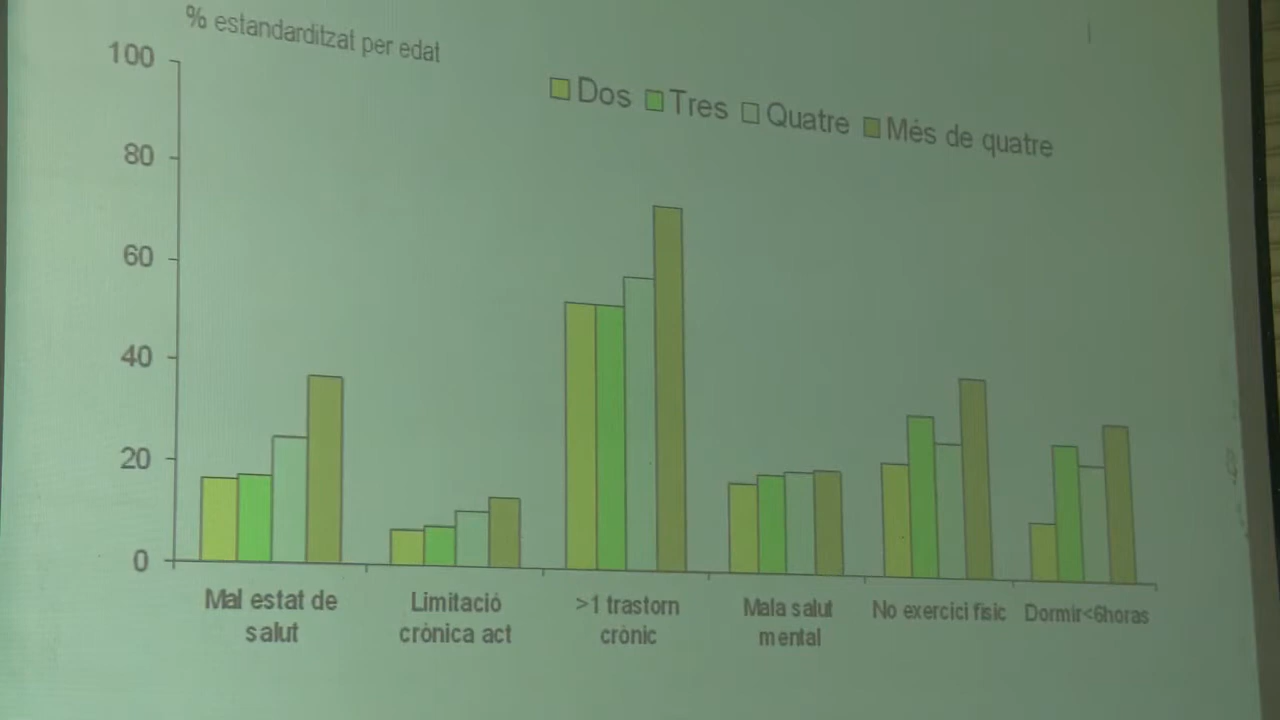 % estandarditzat per edat
100
80
60
40
20
0
Dos Tres Quatre Més de quatre
Mal estat de
salut
Limitació
crònica act
>1 trastorn
crònic
Mala salut
mental
No exercici físic
Dormir<6horas